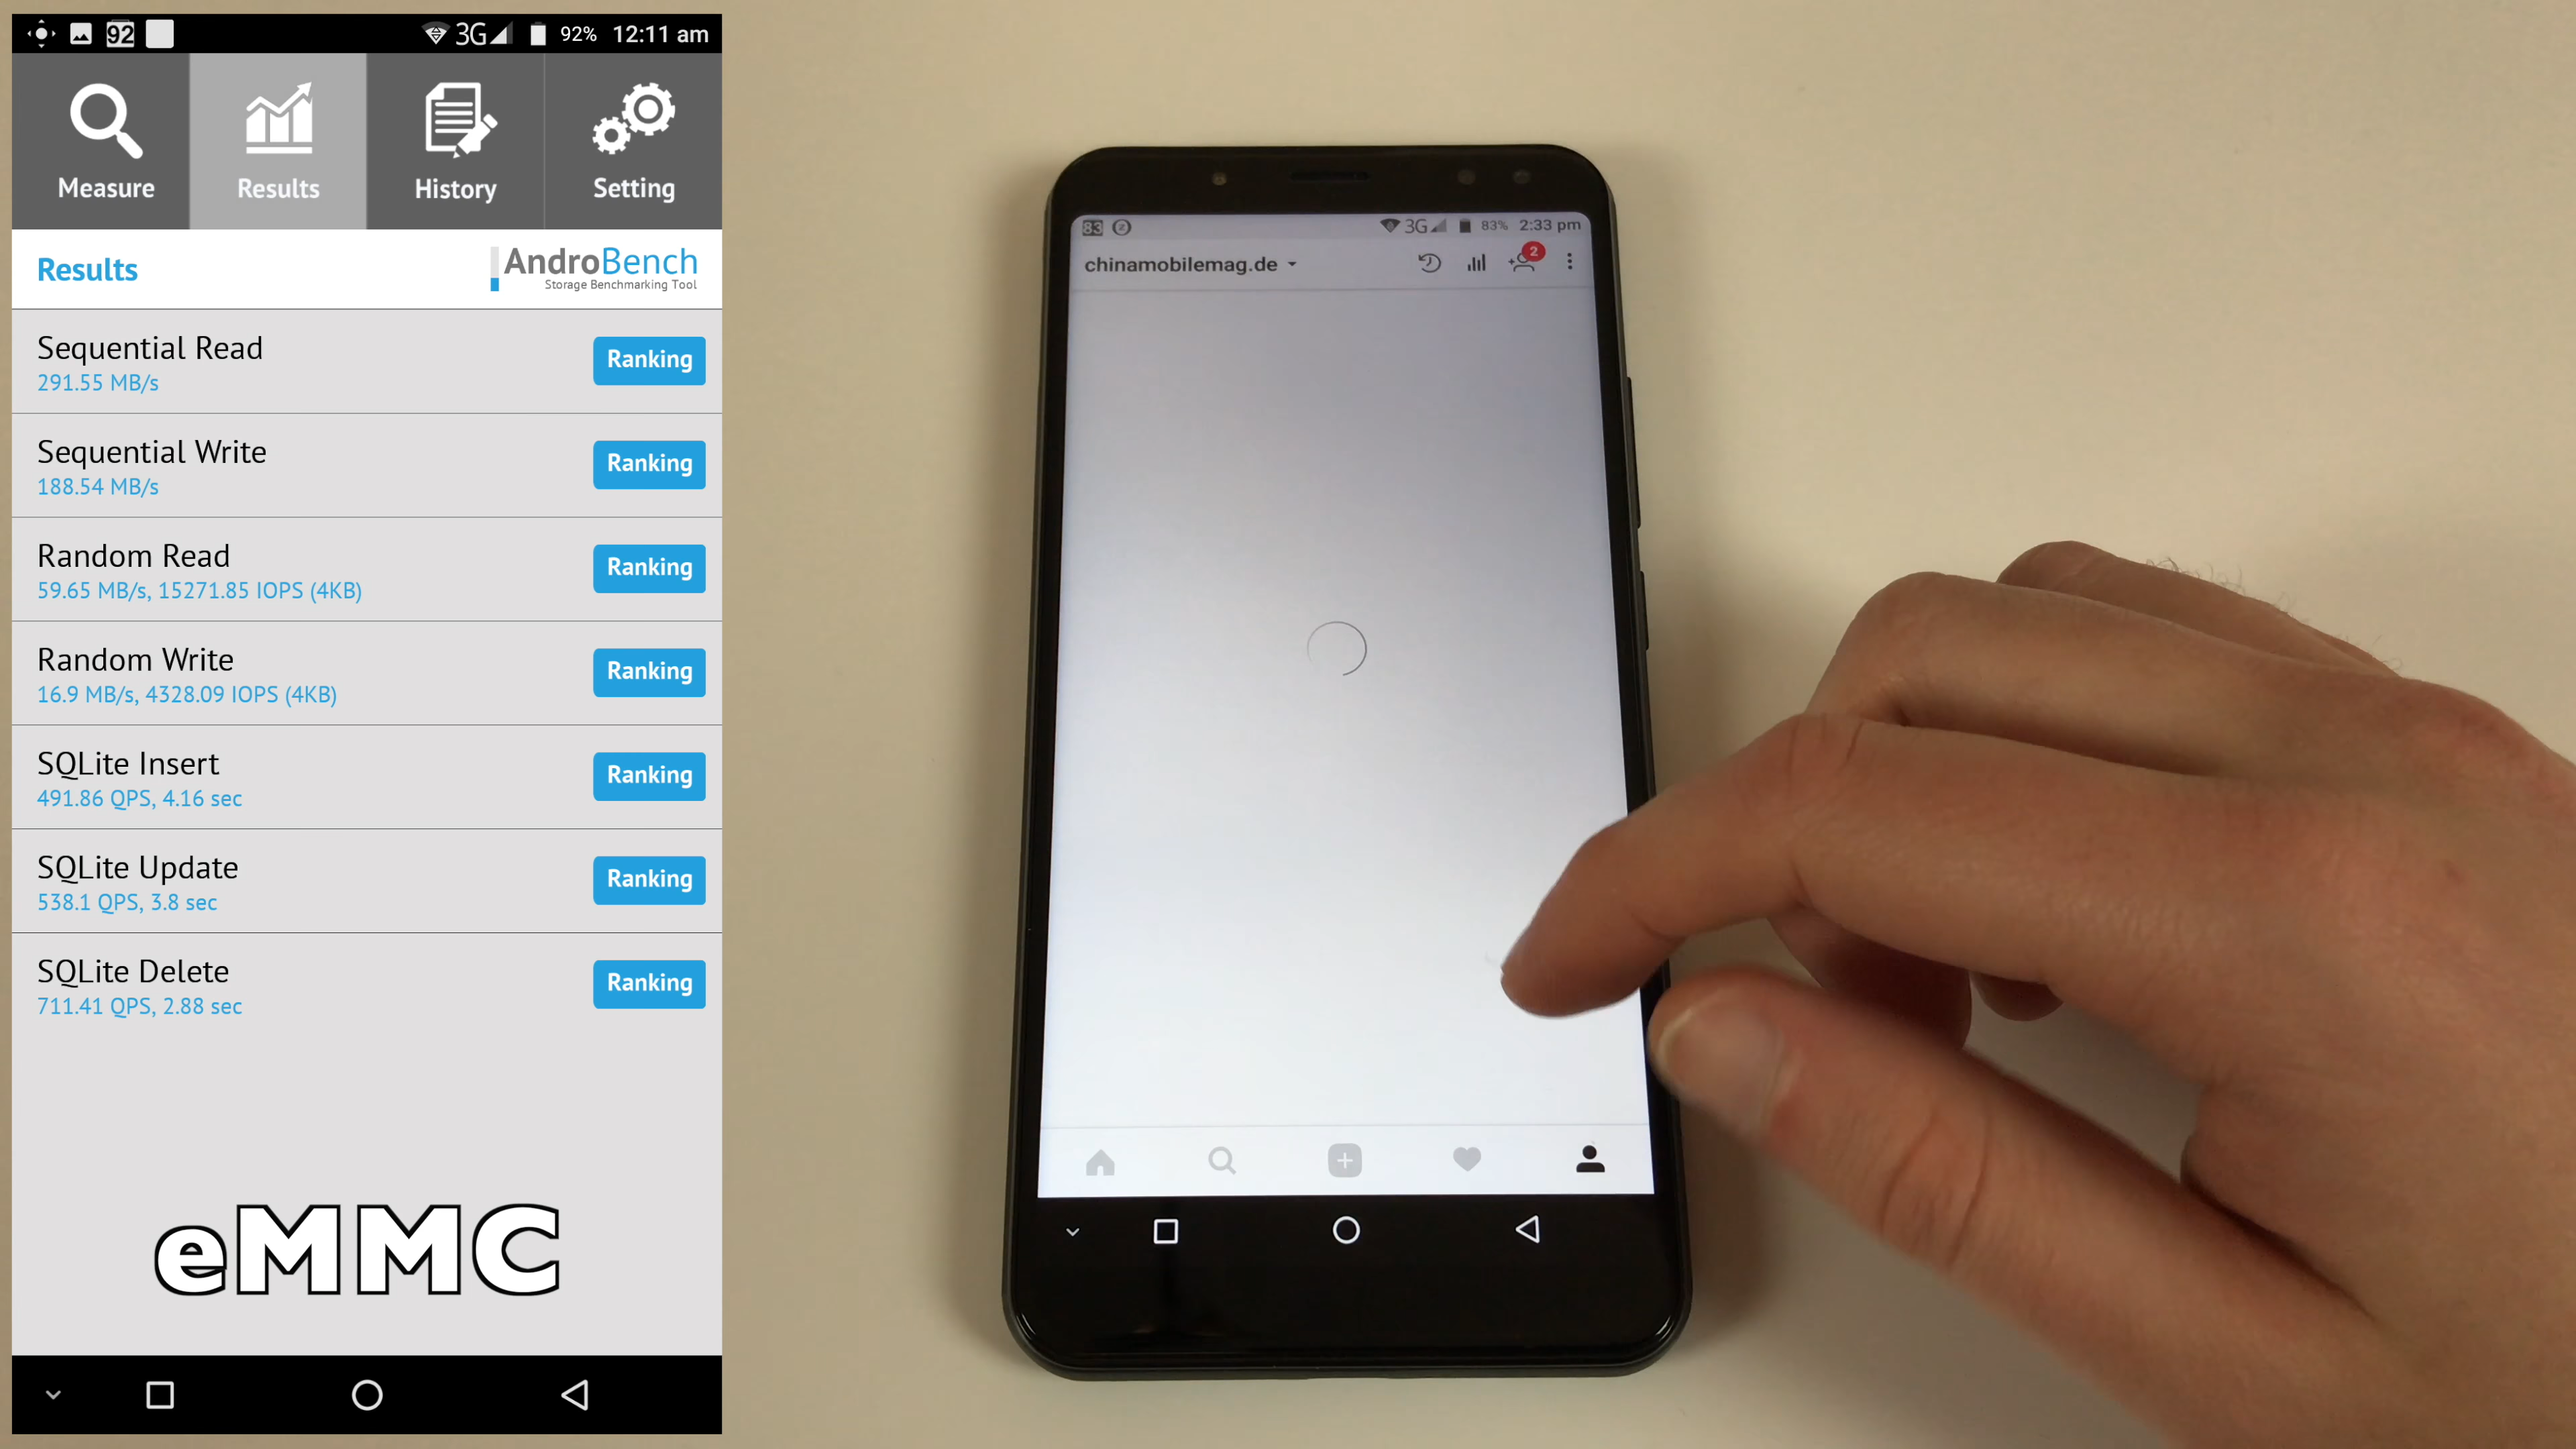 92 3G 92% 12:11 am
Measure Results History Setting
Results
AndroBench
Storage Benchmarking Tool
Sequential Read
291.55 MB/s
Ranking
Sequential Write
188.54 MB/s
Ranking
Random Read
59.65 MB/s, 15271.85 IOPS (4KB)
Ranking
Random Write
16.9 MB/s, 4328.09 IOPS (4KB)
Ranking
SQLite Insert
491.86 QPS, 4.16 sec
Ranking
SQLite Update
538.1 QPS, 3.8 sec
Ranking
SQLite Delete
711.41 QPS, 2.88 sec
Ranking
eMMC
83 3G 83% 2:33 pm
chinamobilemag.de 2